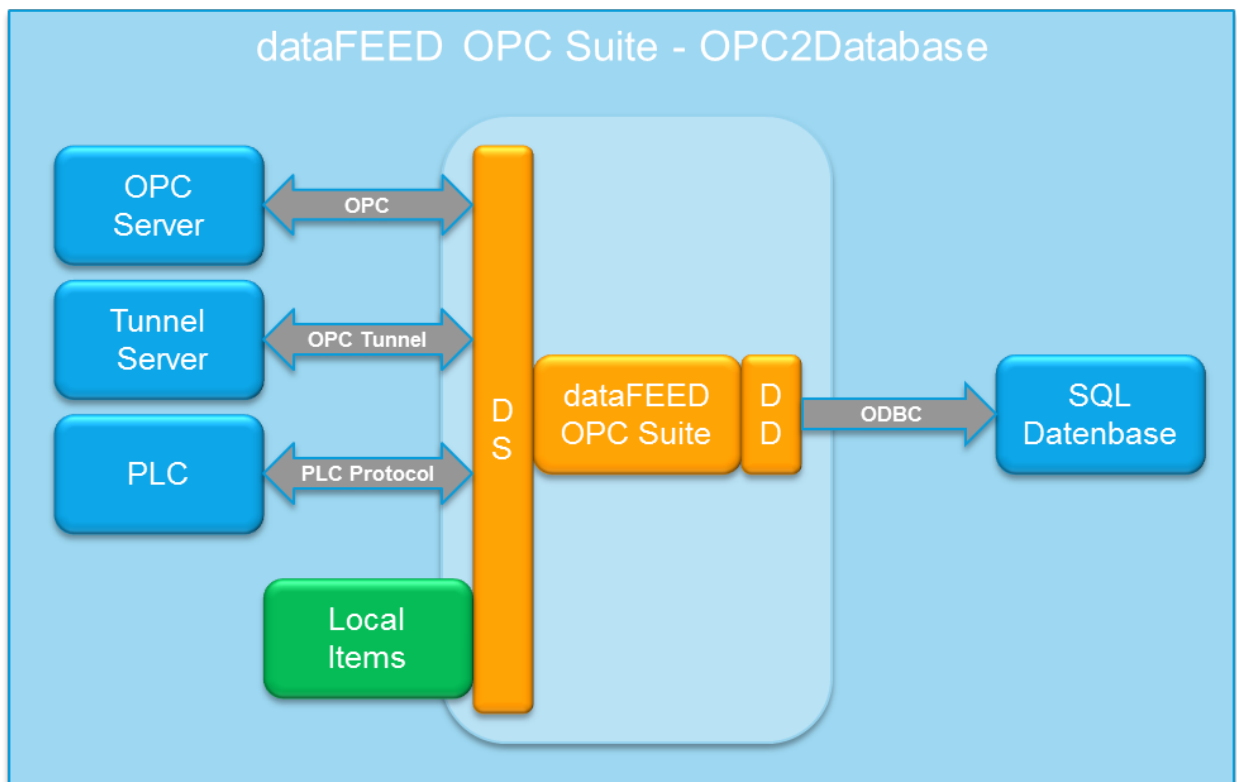 dataFEED OPC Suite - OPC2Database
OPC
Server
OPC
Tunnel
Server
OPC Tunnel
PLC
PLC Protocol
Local
Items
D
S
dataFEED
OPC Suite
D
D
ODBC
SQL
Datenbase